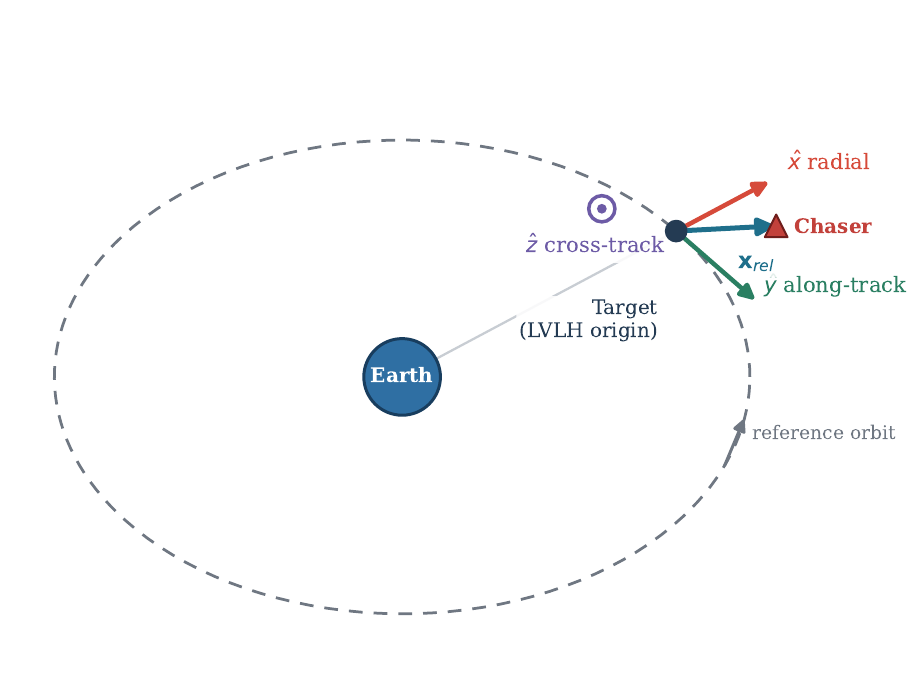 x̂ radial
Chaser
ẑ cross-track
x_rel
ŷ along-track
Target
(LVLH origin)
Earth
reference orbit